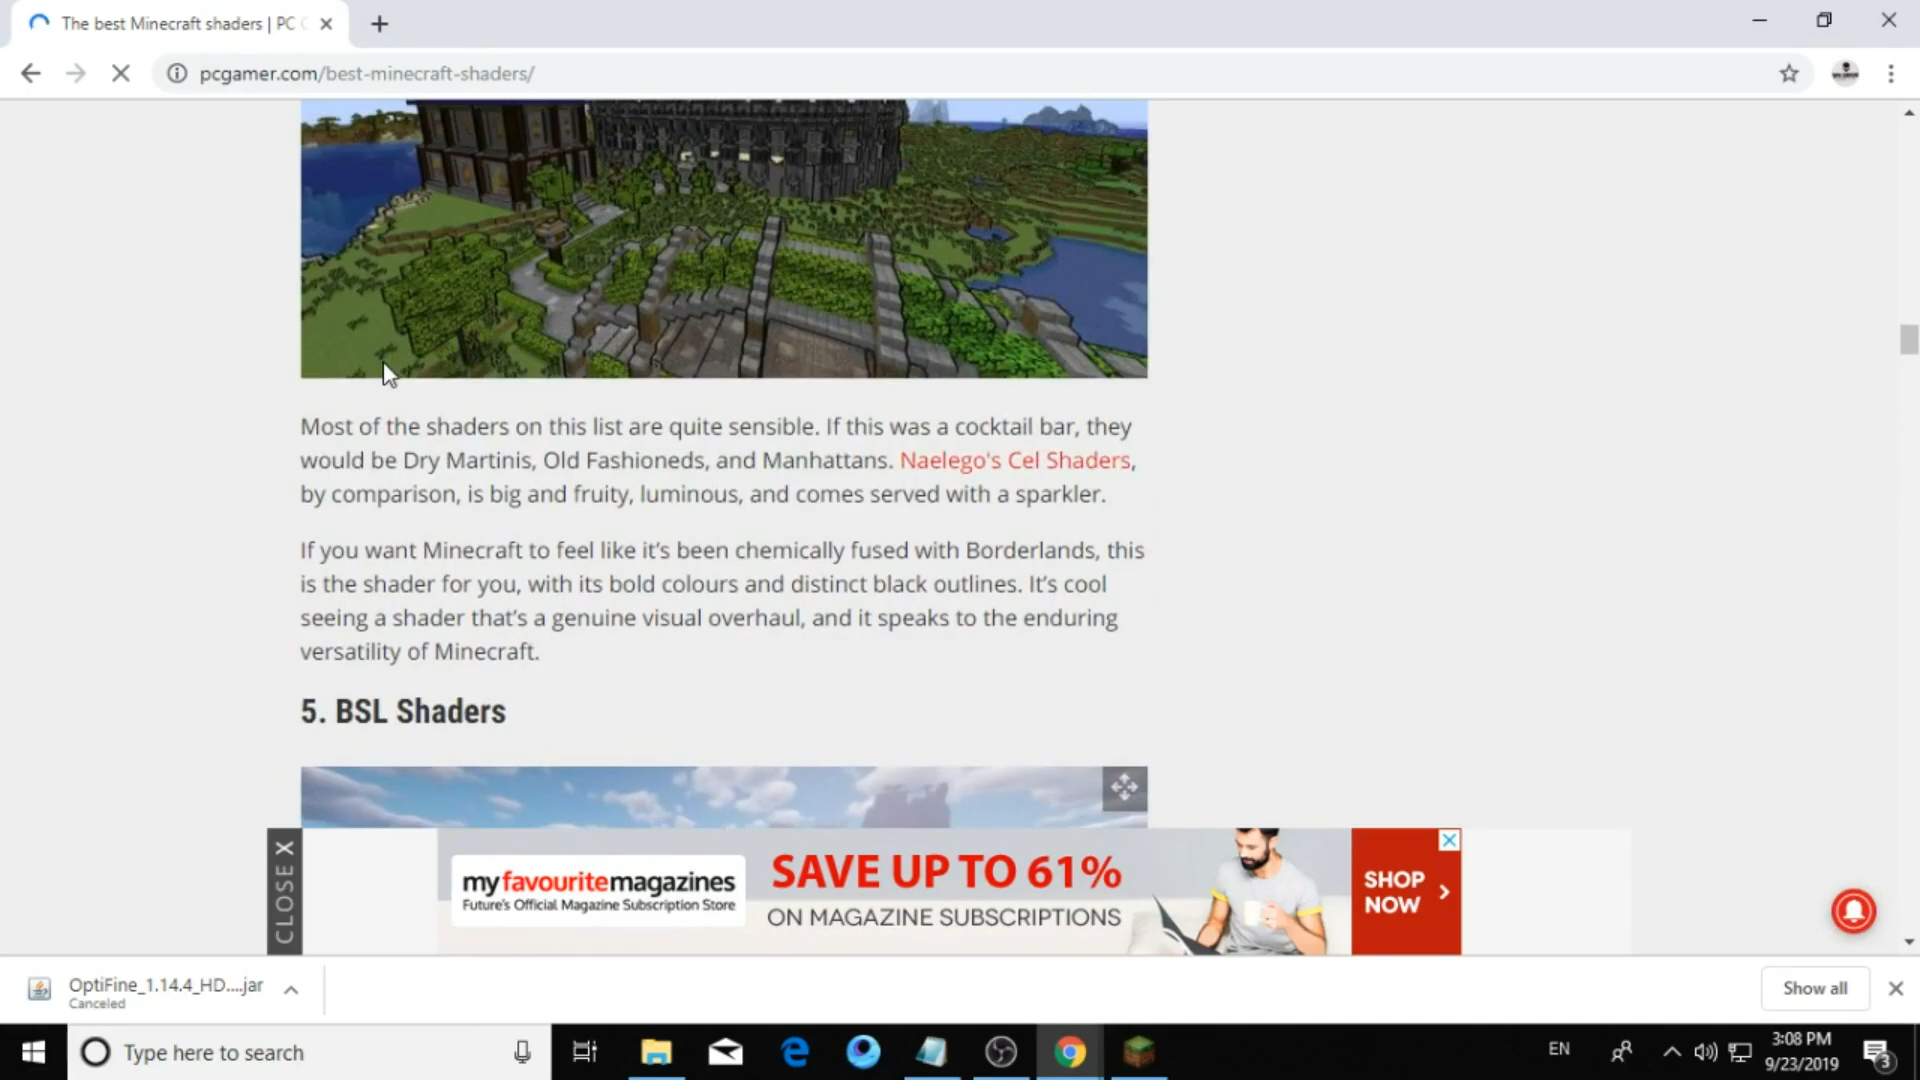 The best Minecraft shaders | PC G
pcgamer.com/best-minecraft-shaders/
Most of the shaders on this list are quite sensible. If this was a cocktail bar, they
would be Dry Martinis, Old Fashioneds, and Manhattans. Naelego's Cel Shaders,
by comparison, is big and fruity, luminous, and comes served with a sparkler.
If you want Minecraft to feel like it's been chemically fused with Borderlands, this
is the shader for you, with its bold colours and distinct black outlines. It's cool
seeing a shader that's a genuine visual overhaul, and it speaks to the enduring
versatility of Minecraft.
5. BSL Shaders
CLOSE X
myfavouritemagazines
Future's Official Magazine Subscription Store
SAVE UP TO 61%
ON MAGAZINE SUBSCRIPTIONS
SHOP
NOW
OptiFine_1.14.4_HD....jar
Canceled
Show all
Type here to search
EN
3:08 PM
9/23/2019
3